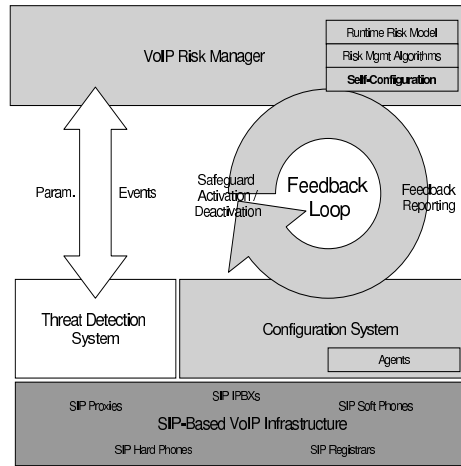 Runtime Risk Model
VoIP Risk Manager
Risk Mgmt Algorithms
Self-Configuration
Param.
Events
Safeguard
Activation /
Deactivation
Feedback
Loop
Feedback
Reporting
Threat Detection
System
Configuration System
Agents
SIP Proxies
SIP IPBXs
SIP Soft Phones
SIP-Based VoIP Infrastructure
SIP Hard Phones
SIP Registrars